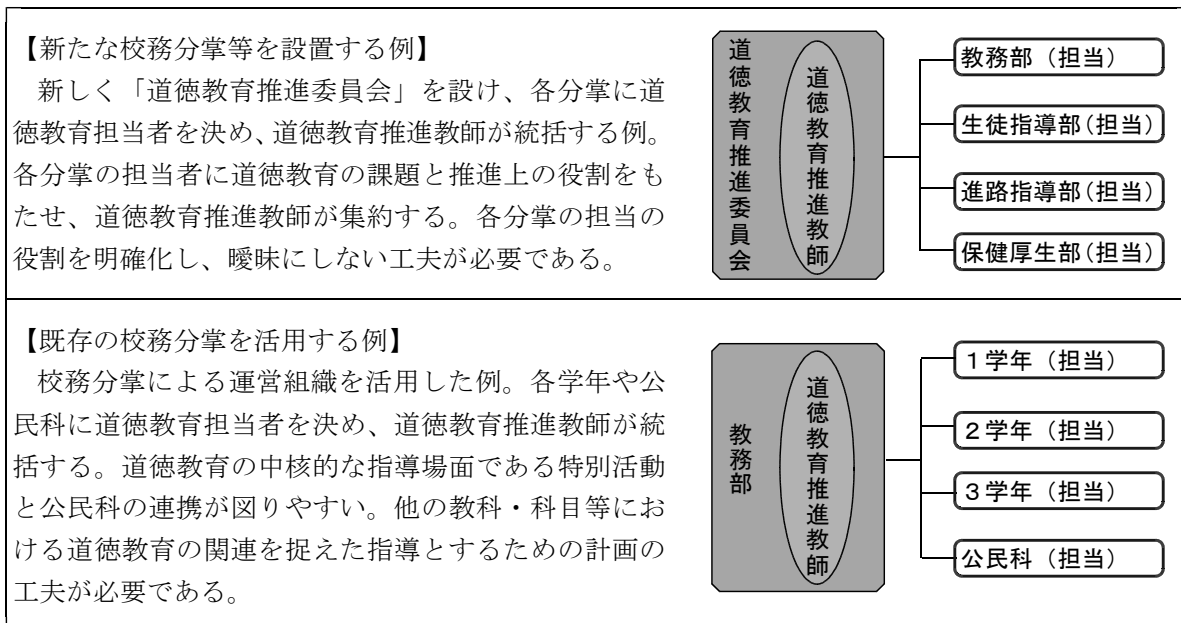 【新たな校務分掌等を設置する例】
新しく「道徳教育推進委員会」を設け、各分掌に道
徳教育担当者を決め、道徳教育推進教師が統括する例。
各分掌の担当者に道徳教育の課題と推進上の役割をも
たせ、道徳教育推進教師が集約する。各分掌の担当の
役割を明確化し、曖昧にしない工夫が必要である。
道徳教育推進委員会
道徳教育推進教師
教務部（担当）
生徒指導部（担当）
進路指導部（担当）
保健厚生部（担当）
【既存の校務分掌を活用する例】
校務分掌による運営組織を活用した例。各学年や公
民科に道徳教育担当者を決め、道徳教育推進教師が統
括する。道徳教育の中核的な指導場面である特別活動
と公民科の連携が図りやすい。他の教科・科目等にお
ける道徳教育の関連を捉えた指導とするための計画の
工夫が必要である。
教務部
道徳教育推進教師
１学年（担当）
２学年（担当）
３学年（担当）
公民科（担当）